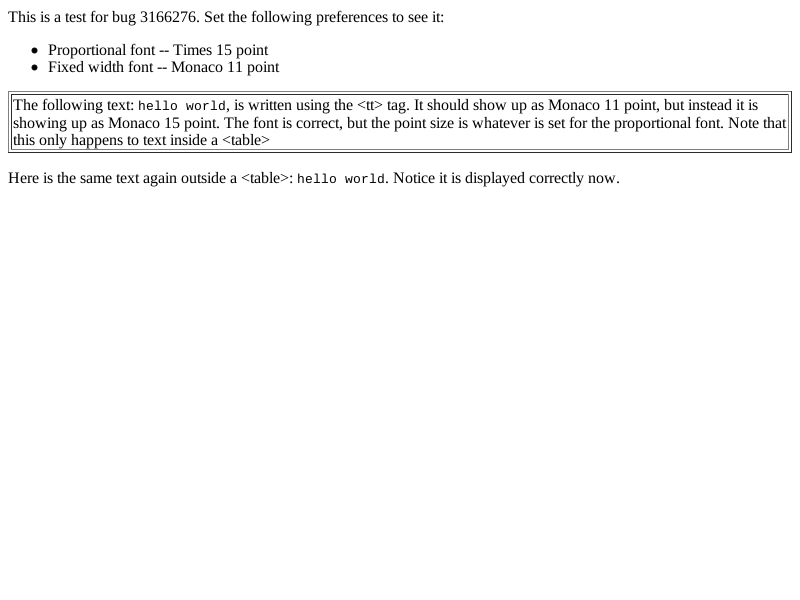 This is a test for bug 3166276. Set the following preferences to see it:
Proportional font -- Times 15 point
Fixed width font -- Monaco 11 point
The following text: hello world, is written using the <tt> tag. It should show up as Monaco 11 point, but instead it is
showing up as Monaco 15 point. The font is correct, but the point size is whatever is set for the proportional font. Note that
this only happens to text inside a <table>
Here is the same text again outside a <table>: hello world. Notice it is displayed correctly now.